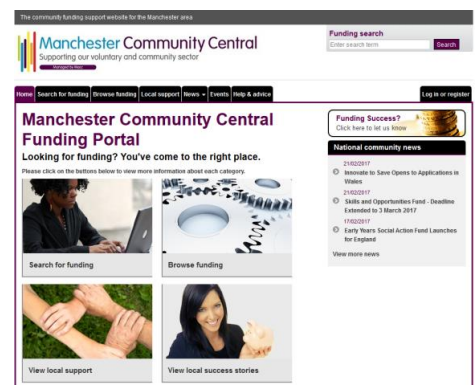 The community funding support website for the Manchester area
Manchester Community Central
Supporting our voluntary and community sector
Managed by Macc
Funding search
Enter search term
Search
Home
Search for funding
Browse funding
Local support
News
Events
Help & advice
Log in or register
Manchester Community Central
Funding Portal
Looking for funding? You've come to the right place.
Please click on the buttons below to view more information about each category.
Search for funding
Browse funding
View local support
View local success stories
Funding Success?
Click here to let us know
National community news
21/02/2017
Innovate to Save Opens to Applications in
Wales
21/02/2017
Skills and Opportunities Fund - Deadline
Extended to 3 March 2017
17/02/2017
Early Years Social Action Fund Launches
for England
View more news